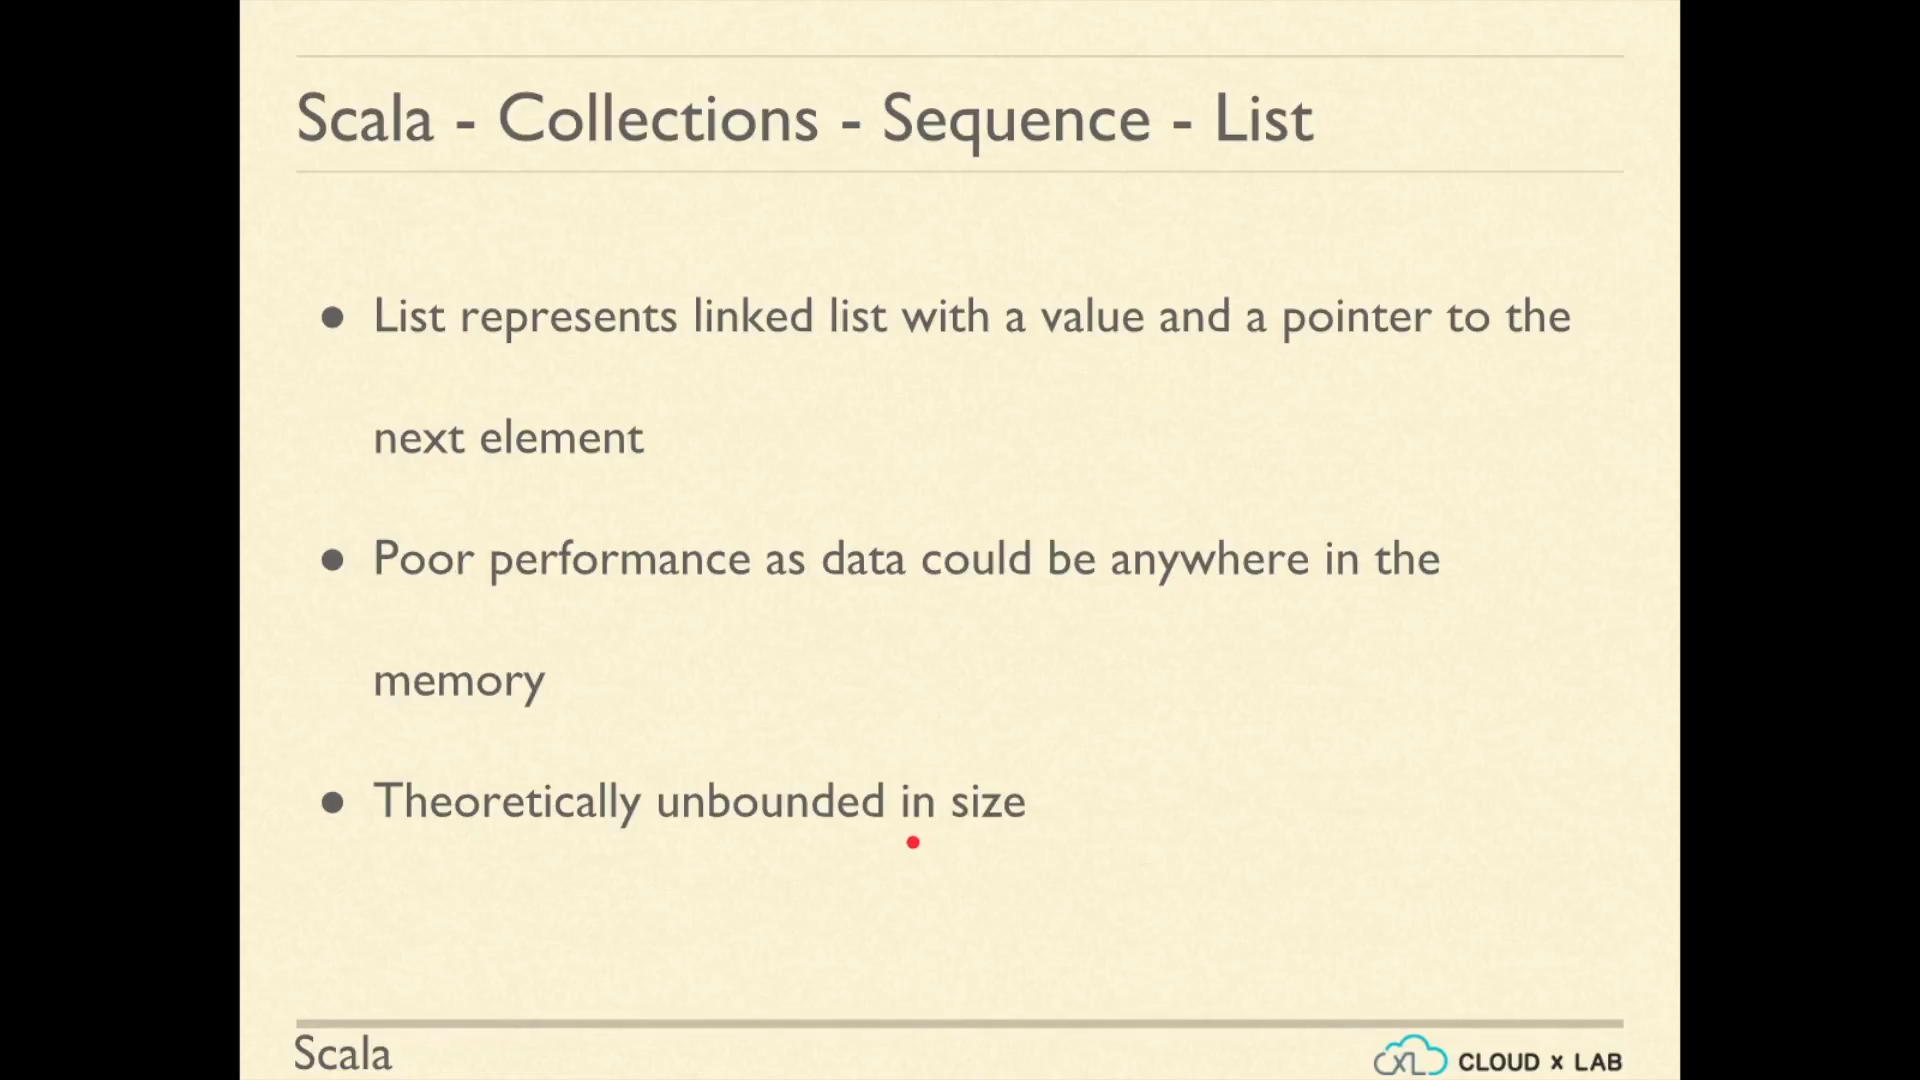 Scala - Collections - Sequence - List
● List represents linked list with a value and a pointer to the
next element
● Poor performance as data could be anywhere in the
memory
● Theoretically unbounded in size
Scala
CXL CLOUD x LAB